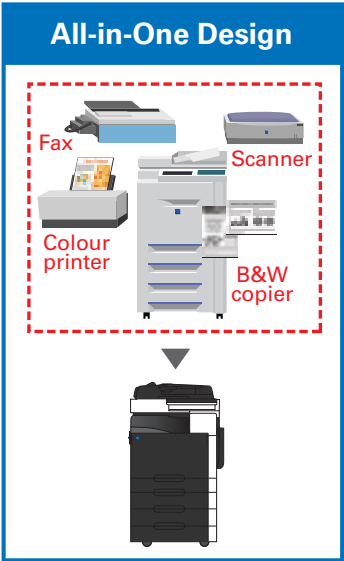 All-in-One Design
Fax
Scanner
Colour
printer
B&W
copier